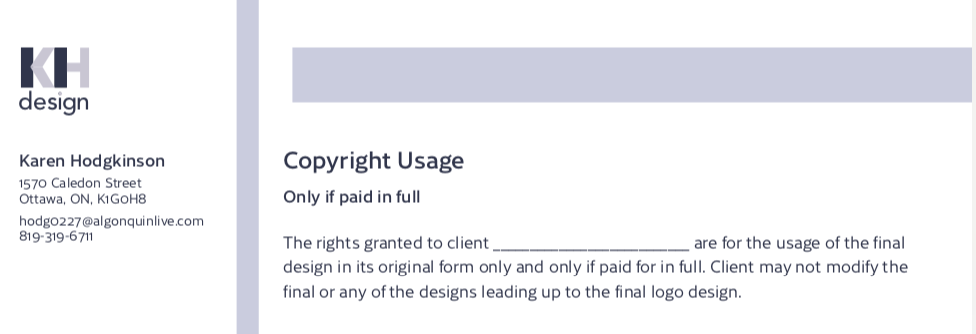 KH
design
Karen Hodgkinson
1570 Caledon Street
Ottawa, ON, K1G0H8
hodg0227@algonquinlive.com
819-319-6711
Copyright Usage
Only if paid in full
The rights granted to client ________________________ are for the usage of the final
design in its original form only and only if paid for in full. Client may not modify the
final or any of the designs leading up to the final logo design.